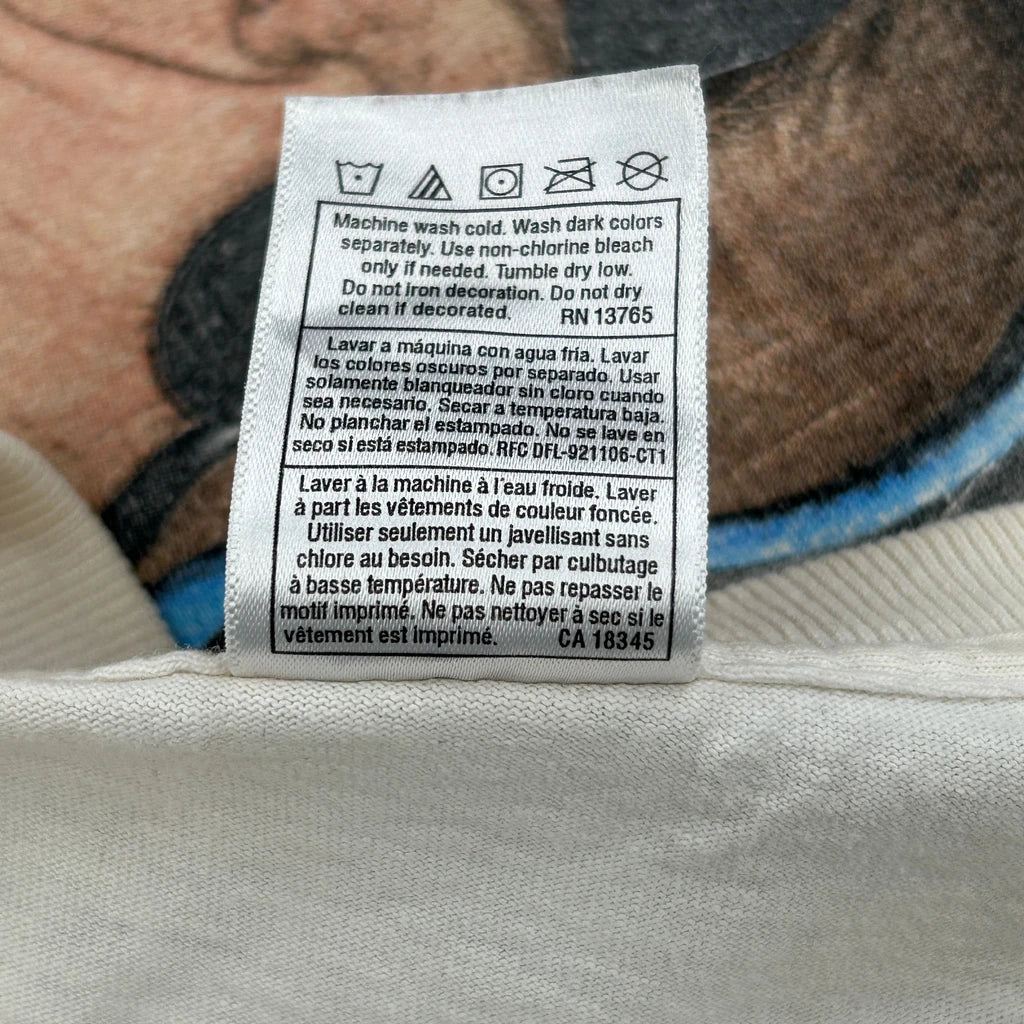 Machine wash cold. Wash dark colors
separately. Use non-chlorine bleach
only if needed. Tumble dry low.
Do not iron decoration. Do not dry
clean if decorated. RN 13765
Lavar a máquina con agua fría. Lavar
los colores oscuros por separado. Usar
solamente blanqueador sin cloro cuando
sea necesario. Secar a temperatura baja.
No planchar el estampado. No se lave en
seco si está estampado. RFC DFL-921106-CT1
Laver à la machine à l'eau froide. Laver
à part les vêtements de couleur foncée.
Utiliser seulement un javellisant sans
chlore au besoin. Sécher par culbutage
à basse température. Ne pas repasser le
motif imprimé. Ne pas nettoyer à sec si le
vêtement est imprimé. CA 18345